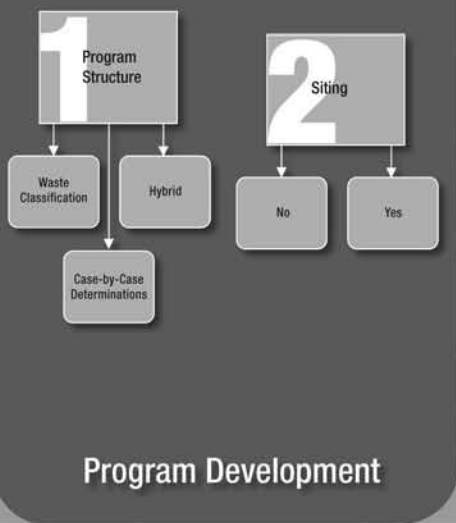 1
Program
Structure
2
Siting
Waste
Classification
Hybrid
No
Yes
Case-by-Case
Determinations
Program Development